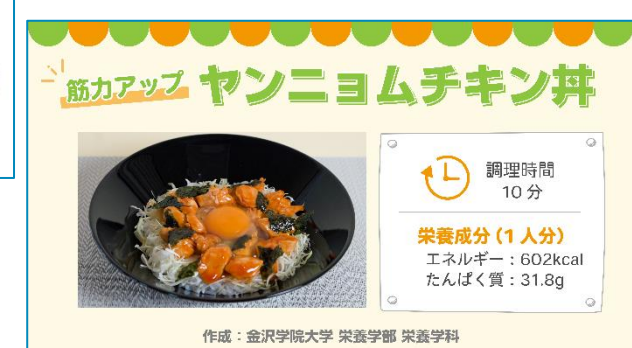 筋力アップ ヤンニョムチキン丼
調理時間
10分
栄養成分(1人分)
エネルギー：602kcal
たんぱく質：31.8g
作成：金沢学院大学 栄養学部 栄養学科